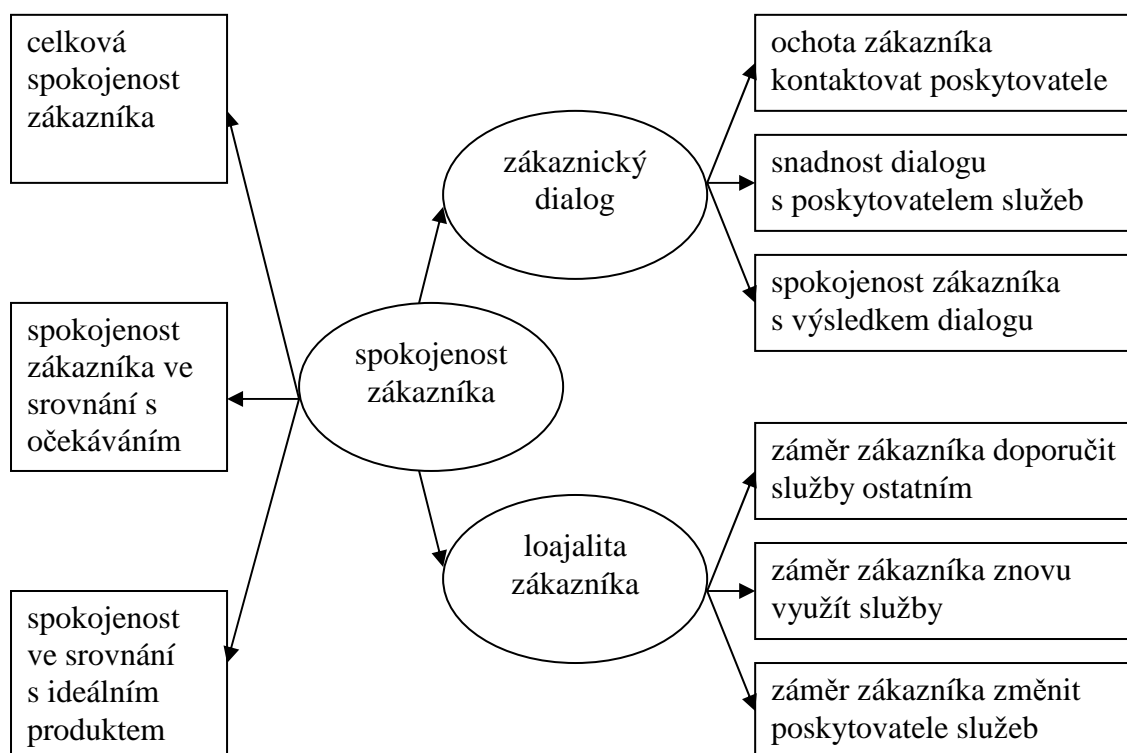 celková
spokojenost
zákazníka
spokojenost
zákazníka ve
srovnání s
očekáváním
spokojenost
ve srovnání
s ideálním
produktem
spokojenost
zákazníka
zákaznický
dialog
loajalita
zákazníka
ochota zákazníka
kontaktovat poskytovatele
snadnost dialogu
s poskytovatelem služeb
spokojenost zákazníka
s výsledkem dialogu
záměr zákazníka doporučit
služby ostatním
záměr zákazníka znovu
využít služby
záměr zákazníka změnit
poskytovatele služeb